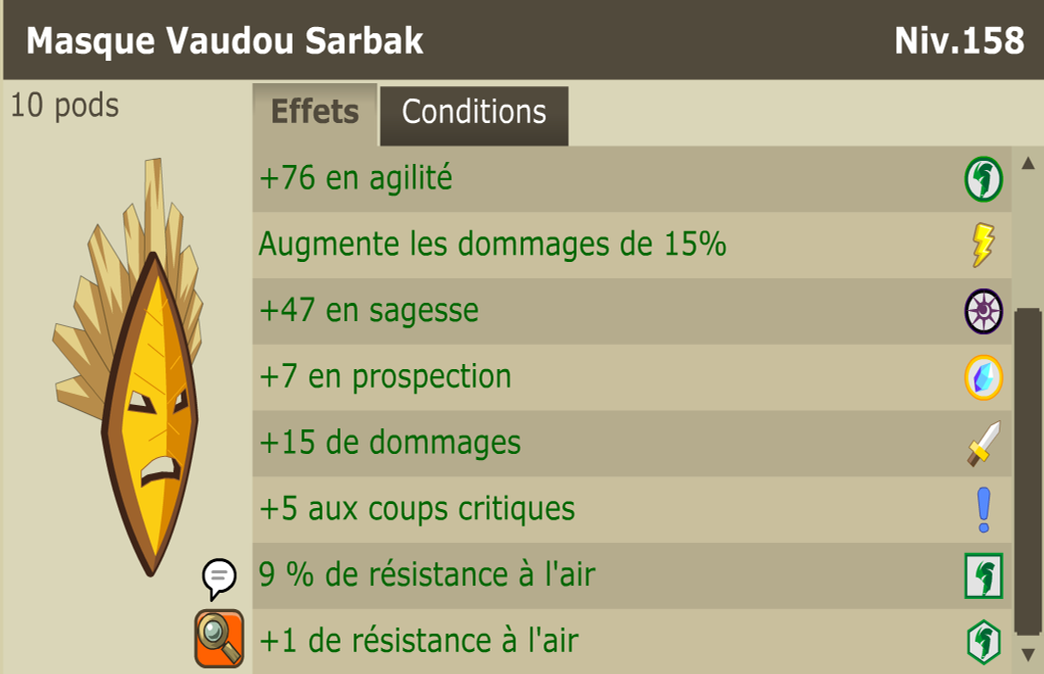 Masque Vaudou Sarbak
Niv.158
10 pods
Effets
Conditions
+76 en agilité
Augmente les dommages de 15%
+47 en sagesse
+7 en prospection
+15 de dommages
+5 aux coups critiques
9 % de résistance à l'air
+1 de résistance à l'air